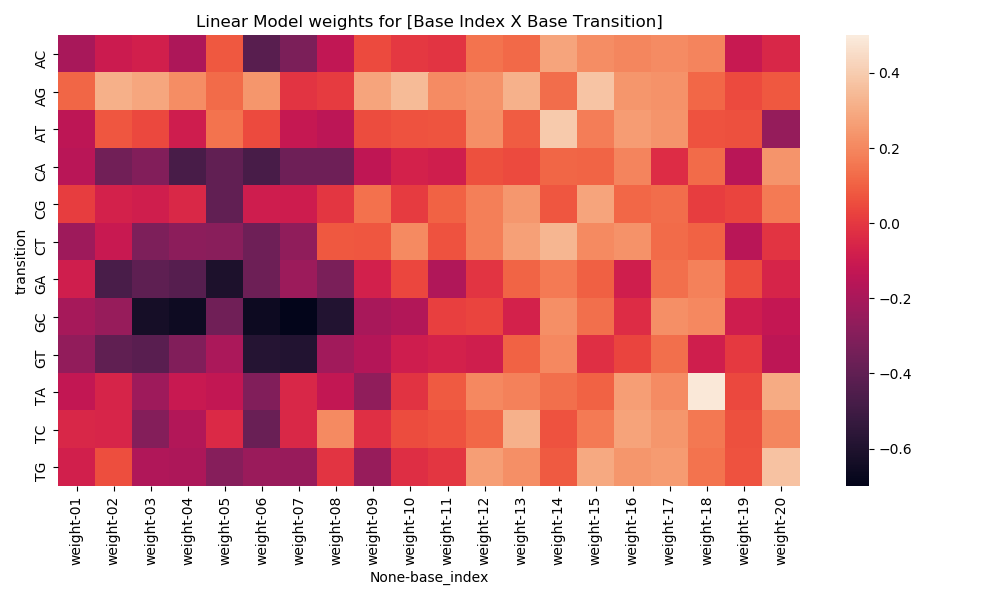 Linear Model weights for [Base Index X Base Transition]
transition
AC
AG
AT
CA
CG
CT
GA
GC
GT
TA
TC
TG
weight-01
weight-02
weight-03
weight-04
weight-05
weight-06
weight-07
weight-08
weight-09
weight-10
weight-11
weight-12
weight-13
weight-14
weight-15
weight-16
weight-17
weight-18
weight-19
weight-20
None-base_index
0.4
0.2
0.0
−0.2
−0.4
−0.6